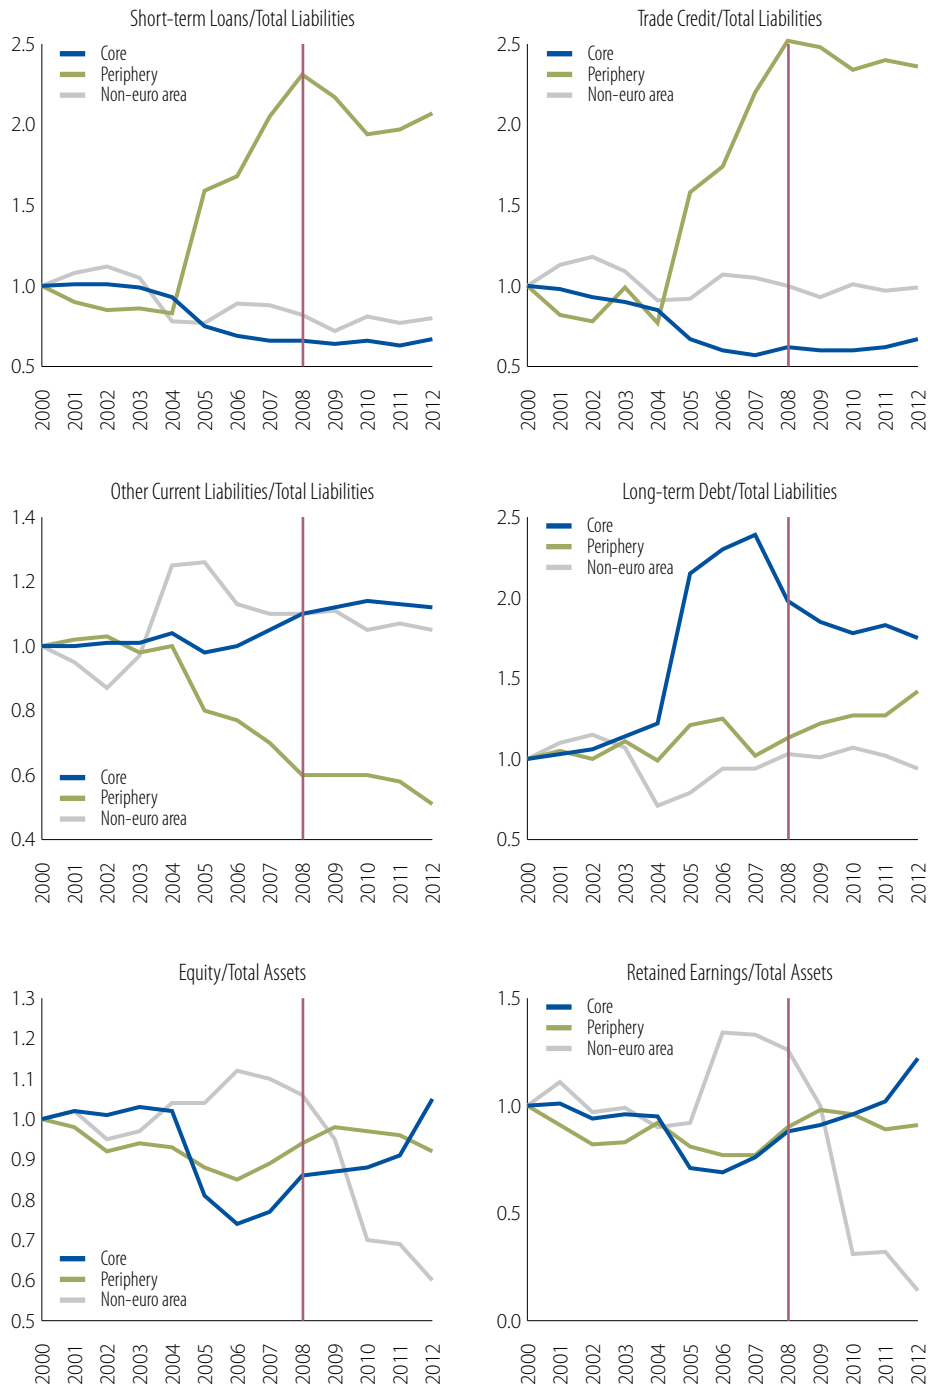 Short-term Loans/Total Liabilities
2.5
2.0
1.5
1.0
0.5
Core
Periphery
Non-euro area
2000 2001 2002 2003 2004 2005 2006 2007 2008 2009 2010 2011 2012
Trade Credit/Total Liabilities
2.5
2.0
1.5
1.0
0.5
Core
Periphery
Non-euro area
2000 2001 2002 2003 2004 2005 2006 2007 2008 2009 2010 2011 2012
Other Current Liabilities/Total Liabilities
1.4
1.2
1.0
0.8
0.6
0.4
Core
Periphery
Non-euro area
2000 2001 2002 2003 2004 2005 2006 2007 2008 2009 2010 2011 2012
Long-term Debt/Total Liabilities
2.5
2.0
1.5
1.0
0.5
Core
Periphery
Non-euro area
2000 2001 2002 2003 2004 2005 2006 2007 2008 2009 2010 2011 2012
Equity/Total Assets
1.3
1.2
1.1
1.0
0.9
0.8
0.7
0.6
0.5
Core
Periphery
Non-euro area
2000 2001 2002 2003 2004 2005 2006 2007 2008 2009 2010 2011 2012
Retained Earnings/Total Assets
1.5
1.0
0.5
0.0
Core
Periphery
Non-euro area
2000 2001 2002 2003 2004 2005 2006 2007 2008 2009 2010 2011 2012